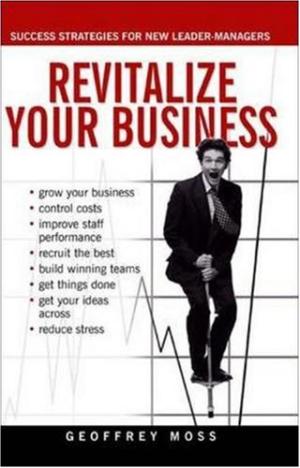 SUCCESS STRATEGIES FOR NEW LEADER-MANAGERS
REVITALIZE
YOUR BUSINESS
• grow your business
• control costs
• improve staff
performance
• recruit the best
• build winning teams
• get things done
• get your ideas
across
• reduce stress
GEOFFREY MOSS